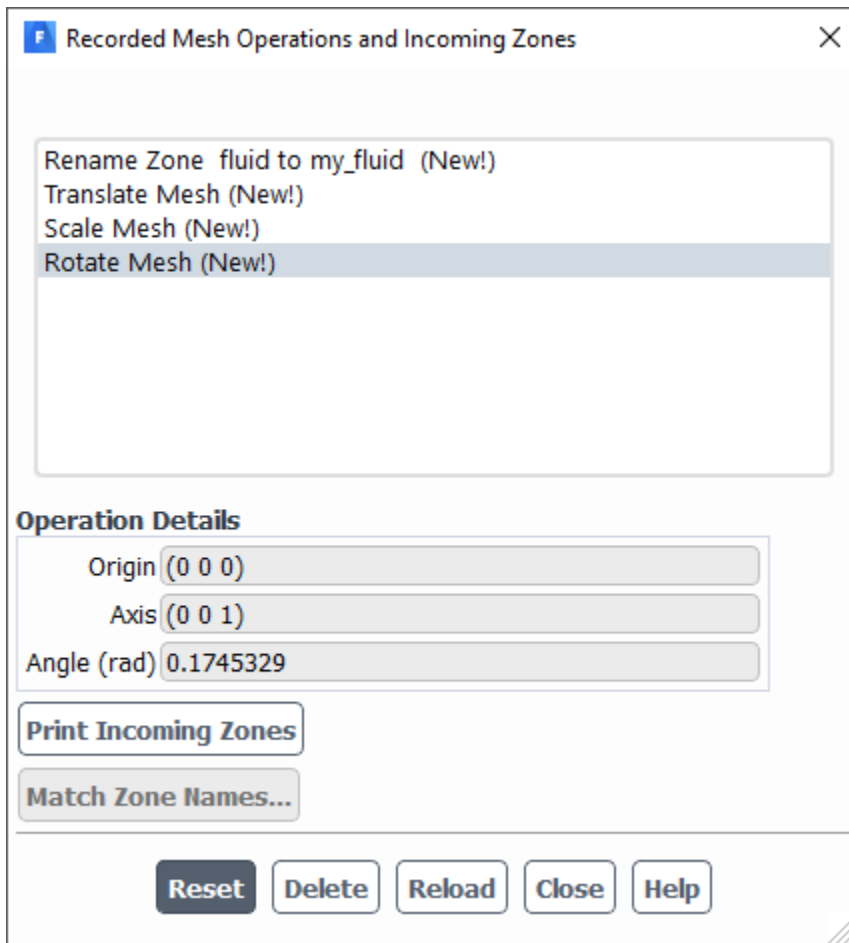 F Recorded Mesh Operations and Incoming Zones
Rename Zone fluid to my_fluid (New!)
Translate Mesh (New!)
Scale Mesh (New!)
Rotate Mesh (New!)
Operation Details
Origin (0 0 0)
Axis (0 0 1)
Angle (rad) 0.1745329
Print Incoming Zones
Match Zone Names...
Reset Delete Reload Close Help